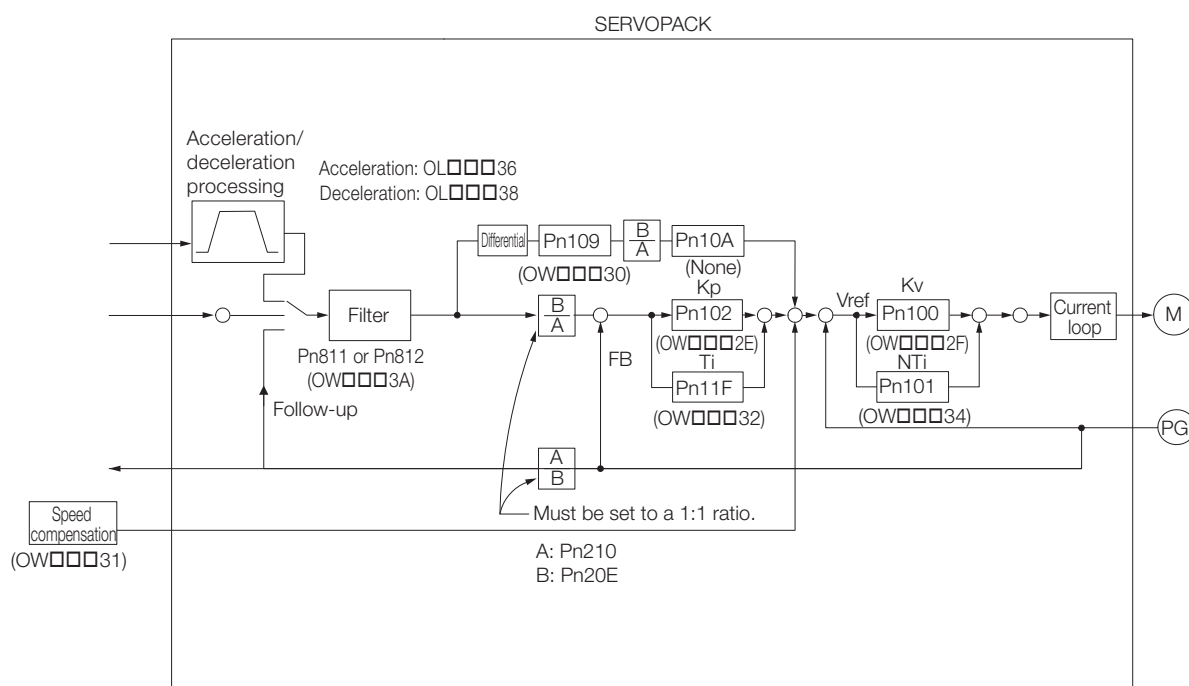 SERVOPACK
Acceleration/
deceleration
processing
Acceleration: OL□□□36
Deceleration: OL□□□38
Differential
Pn109
B
A
Pn10A
(OW□□□30)
(None)
Kp
Kv
Vref
Filter
B
A
Pn102
Pn100
Current
loop
M
Pn811 or Pn812
(OW□□□3A)
FB
(OW□□□2E)
Ti
(OW□□□2F)
NTi
Pn11F
Pn101
Follow-up
(OW□□□32)
(OW□□□34)
PG
A
B
Speed
compensation
(OW□□□31)
Must be set to a 1:1 ratio.
A: Pn210
B: Pn20E